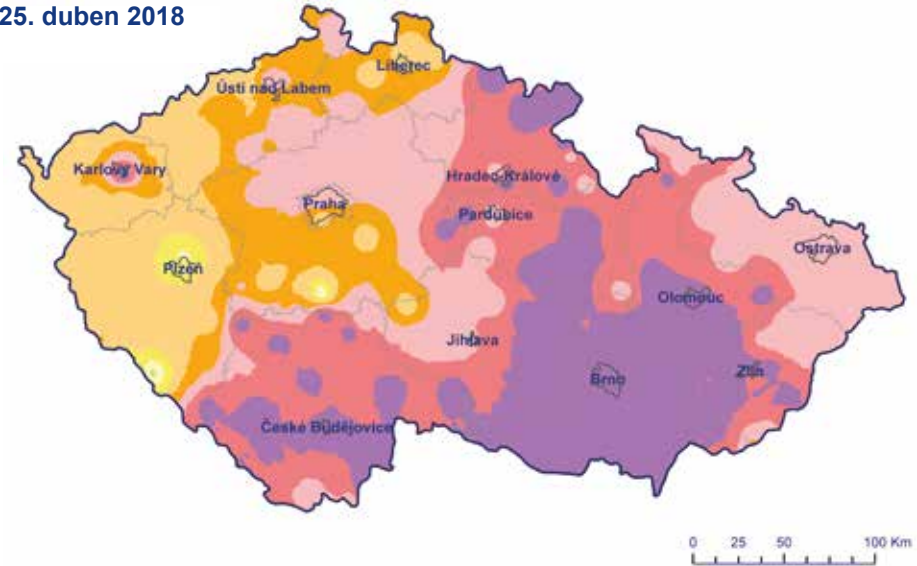 25. duben 2018
Liberec
Ústí nad Labem
Karlovy Vary
Hradec Králové
Praha
Pardubice
Ostrava
Plzeň
Olomouc
Jihlava
Zlín
Brno
České Budějovice
0 25 50 100 Km